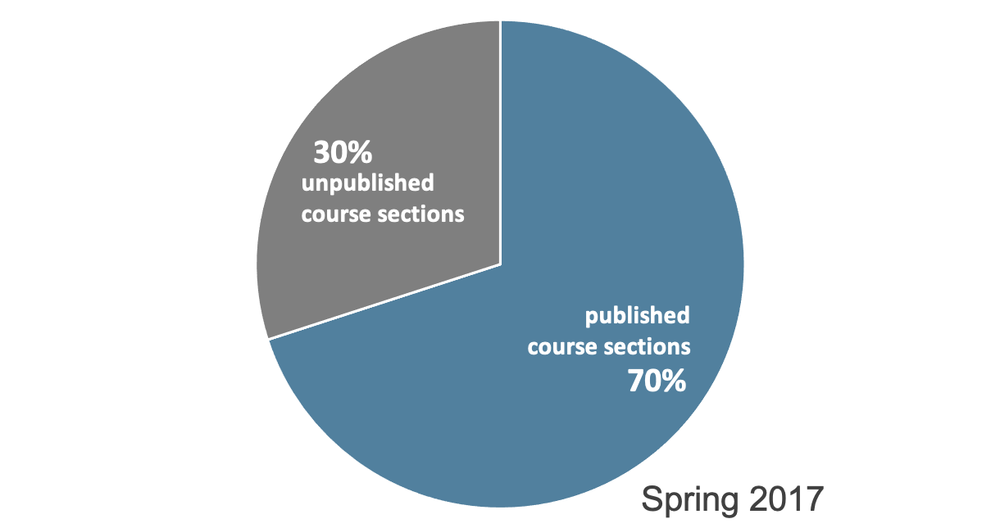 30%
unpublished
course sections
published
course sections
70%
Spring 2017